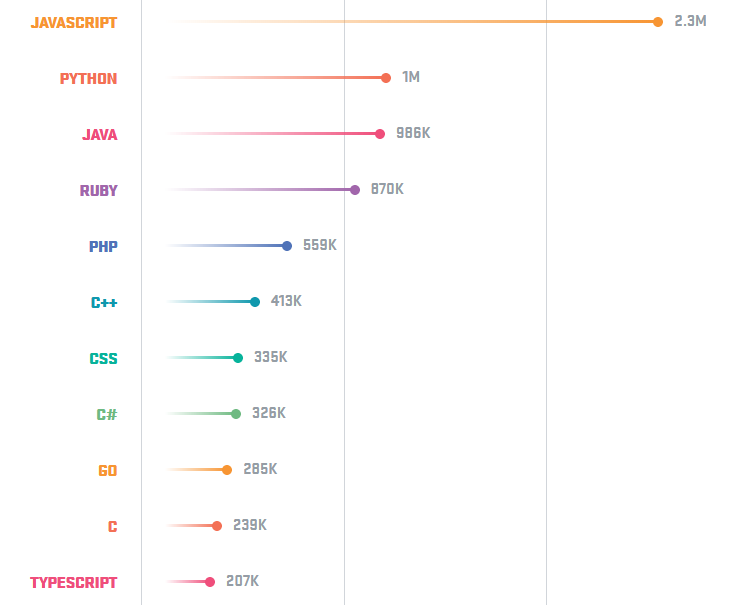 JAVASCRIPT 2.3M
PYTHON 1M
JAVA 986K
RUBY 870K
PHP 559K
C++ 413K
CSS 335K
C# 326K
GO 285K
C 239K
TYPESCRIPT 207K